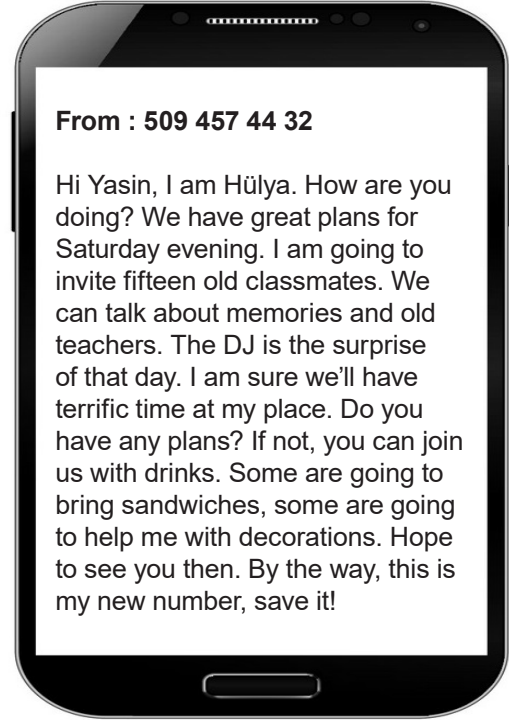 From : 509 457 44 32
Hi Yasin, I am Hülya. How are you
doing? We have great plans for
Saturday evening. I am going to
invite fifteen old classmates. We
can talk about memories and old
teachers. The DJ is the surprise
of that day. I am sure we’ll have
terrific time at my place. Do you
have any plans? If not, you can join
us with drinks. Some are going to
bring sandwiches, some are going
to help me with decorations. Hope
to see you then. By the way, this is
my new number, save it!